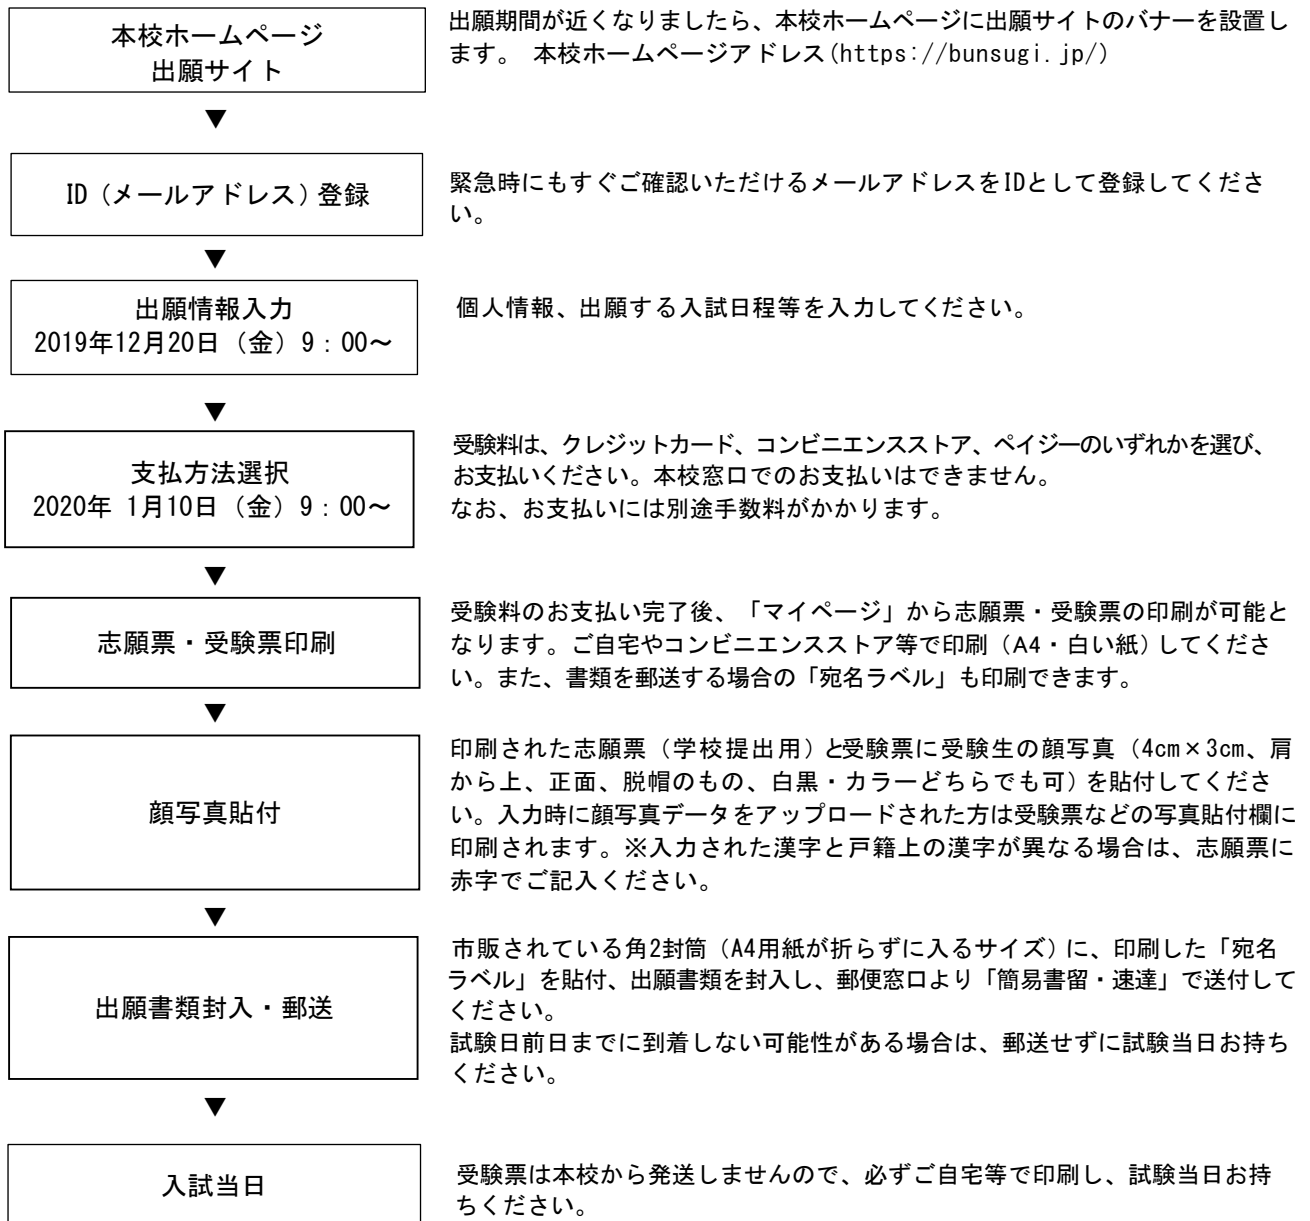 本校ホームページ
出願サイト
出願期間が近くなりましたら、本校ホームページに出願サイトのバナーを設置し
ます。 本校ホームページアドレス(https://bunsugi.jp/)
▼
ID（メールアドレス）登録
緊急時にもすぐご確認いただけるメールアドレスをIDとして登録してくださ
い。
▼
出願情報入力
2019年12月20日（金）9：00～
個人情報、出願する入試日程等を入力してください。
▼
支払方法選択
2020年 1月10日（金）9：00～
受験料は、クレジットカード、コンビニエンスストア、ペイジーのいずれかを選び、
お支払いください。本校窓口でのお支払いはできません。
なお、お支払いには別途手数料がかかります。
▼
志願票・受験票印刷
受験料のお支払い完了後、「マイページ」から志願票・受験票の印刷が可能と
なります。ご自宅やコンビニエンスストア等で印刷（A4・白い紙）してくださ
い。また、書類を郵送する場合の「宛名ラベル」も印刷できます。
▼
顔写真貼付
印刷された志願票（学校提出用）と受験票に受験生の顔写真（4cm×3cm、肩
から上、正面、脱帽のもの、白黒・カラーどちらでも可）を貼付してくださ
い。入力時に顔写真データをアップロードされた方は受験票などの写真貼付欄に
印刷されます。※入力された漢字と戸籍上の漢字が異なる場合は、志願票に
赤字でご記入ください。
▼
出願書類封入・郵送
市販されている角2封筒（A4用紙が折らずに入るサイズ）に、印刷した「宛名
ラベル」を貼付、出願書類を封入し、郵便窓口より「簡易書留・速達」で送付して
ください。
試験日前日までに到着しない可能性がある場合は、郵送せずに試験当日お持ち
ください。
▼
入試当日
受験票は本校から発送しませんので、必ずご自宅等で印刷し、試験当日お持
ちください。